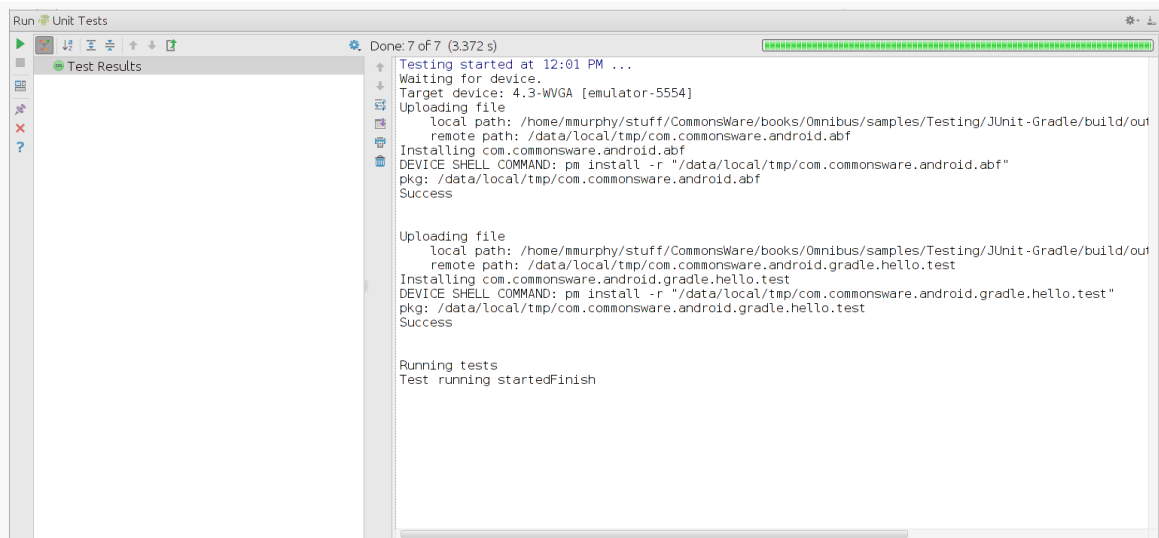 Run Unit Tests
Done: 7 of 7 (3.372 s)
Test Results
Testing started at 12:01 PM ...
Waiting for device.
Target device: 4.3-WVGA [emulator-5554]
Uploading file
local path: /home/mmurphy/stuff/CommonsWare/books/Omnibus/samples/Testing/JUnit-Gradle/build/out
remote path: /data/local/tmp/com.commonsware.android.abf
Installing com.commonsware.android.abf
DEVICE SHELL COMMAND: pm install -r "/data/local/tmp/com.commonsware.android.abf"
pkg: /data/local/tmp/com.commonsware.android.abf
Success
Uploading file
local path: /home/mmurphy/stuff/CommonsWare/books/Omnibus/samples/Testing/JUnit-Gradle/build/out
remote path: /data/local/tmp/com.commonsware.android.gradle.hello.test
Installing com.commonsware.android.gradle.hello.test
DEVICE SHELL COMMAND: pm install -r "/data/local/tmp/com.commonsware.android.gradle.hello.test"
pkg: /data/local/tmp/com.commonsware.android.gradle.hello.test
Success
Running tests
Test running startedFinish